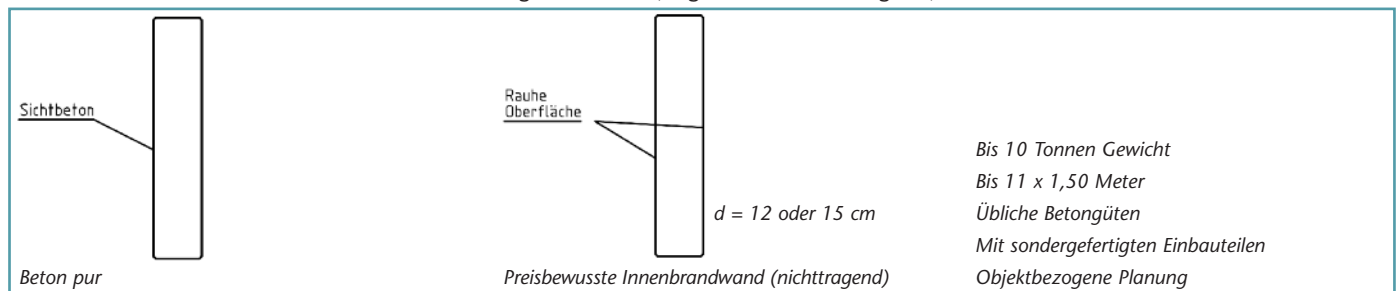 Sichtbeton
Beton pur
Rauhe
Oberfläche
d = 12 oder 15 cm
Preisbewusste Innenbrandwand (nichttragend)
Bis 10 Tonnen Gewicht
Bis 11 x 1,50 Meter
Übliche Betongüten
Mit sondergefertigten Einbauteilen
Objektbezogene Planung